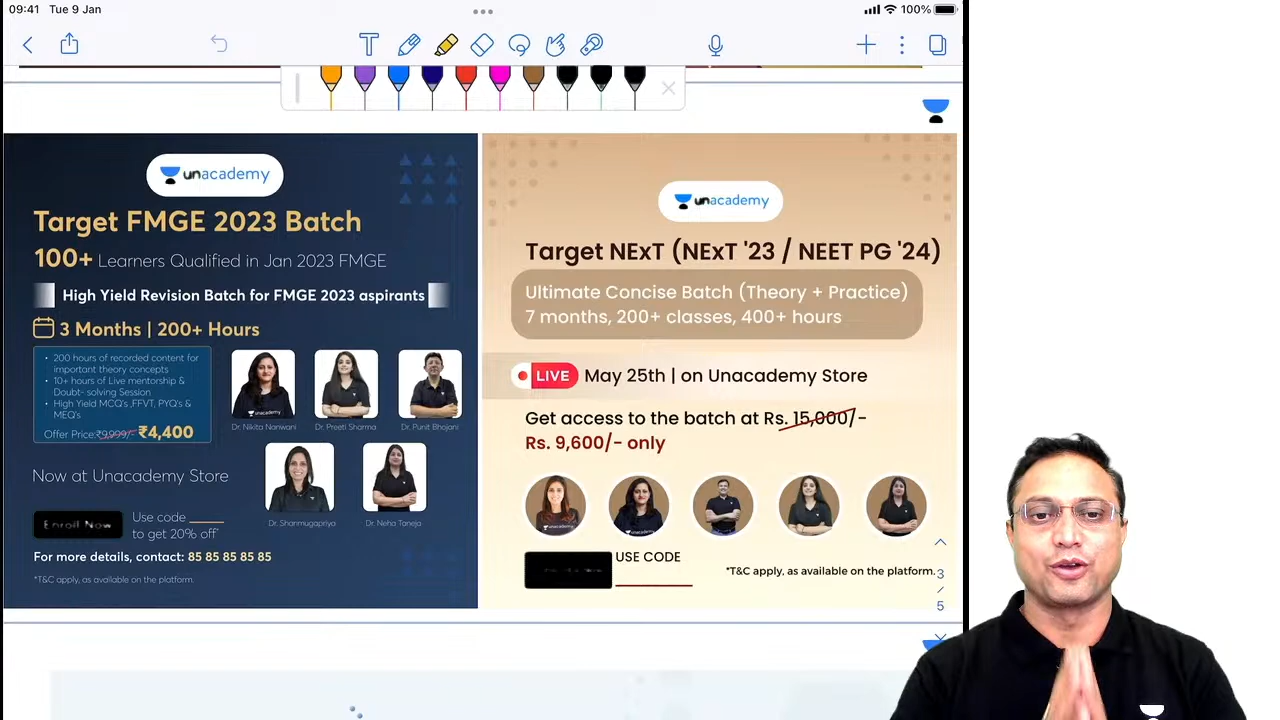 09:41 Tue 9 Jan
100%
unacademy
Target FMGE 2023 Batch
100+ Learners Qualified in Jan 2023 FMGE
High Yield Revision Batch for FMGE 2023 aspirants
3 Months | 200+ Hours
• 200 hours of recorded content for
important theory concepts
• 10+ hours of Live mentorship &
Doubt- solving Session
• High Yield MCQ's ,FFVT, PYQ's &
MEQ's
Offer Price:₹9,999/- ₹4,400
Dr. Nikita Nanwani
Dr. Preeti Sharma
Dr. Punit Bhojani
Dr. Shanmugapriya
Dr. Neha Taneja
Now at Unacademy Store
Enroll Now
Use code
to get 20% off*
For more details, contact: 85 85 85 85 85
*T&C apply, as available on the platform.
unacademy
Target NExT (NExT '23 / NEET PG '24)
Ultimate Concise Batch (Theory + Practice)
7 months, 200+ classes, 400+ hours
LIVE May 25th | on Unacademy Store
Get access to the batch at Rs. 15,000/-
Rs. 9,600/- only
USE CODE
*T&C apply, as available on the platform.
3
/
5